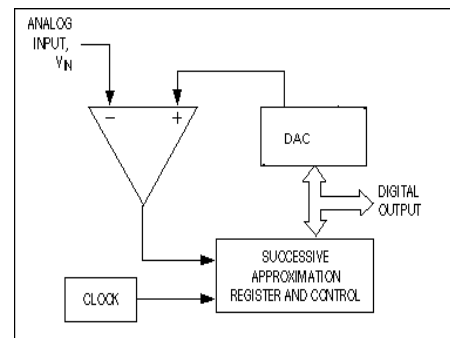 ANALOG
INPUT,
VIN
−
+
DAC
DIGITAL
OUTPUT
SUCCESSIVE
APPROXIMATION
REGISTER AND CONTROL
CLOCK